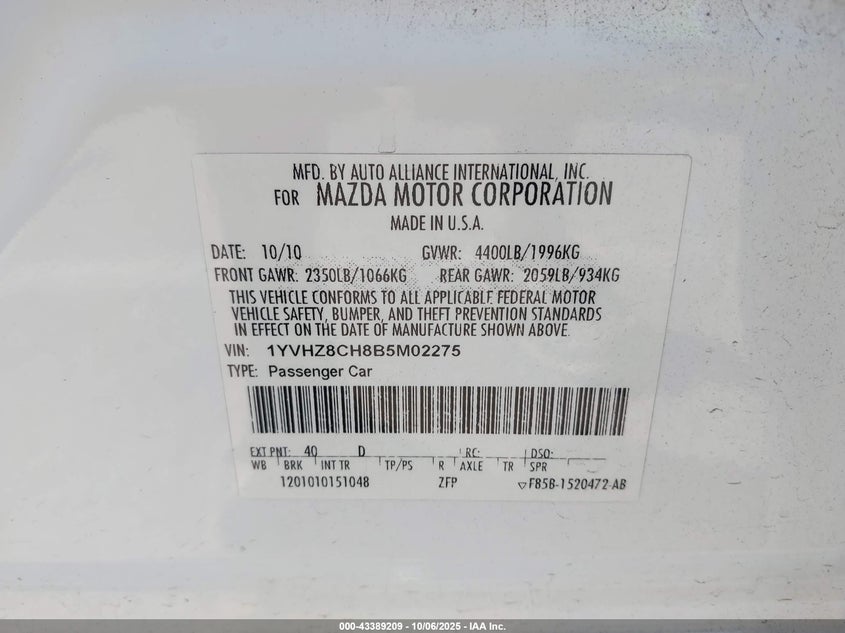 MFD. BY AUTO ALLIANCE INTERNATIONAL, INC.
FOR MAZDA MOTOR CORPORATION
MADE IN U.S.A.
DATE: 10/10 GVWR: 4400LB/1996KG
FRONT GAWR: 2350LB/1066KG REAR GAWR: 2059LB/934KG
THIS VEHICLE CONFORMS TO ALL APPLICABLE FEDERAL MOTOR
VEHICLE SAFETY, BUMPER, AND THEFT PREVENTION STANDARDS
IN EFFECT ON THE DATE OF MANUFACTURE SHOWN ABOVE.
VIN: 1YVHZ8CH8B5M02275
TYPE: Passenger Car
EXT PNT: 40 D RC: DSO:
WB BRK INT TR TP/PS R AXLE TR SPR
1201010151048 ZFP ▽F85B-1520472-AB
000-43389209 - 10/06/2025 - IAA Inc.